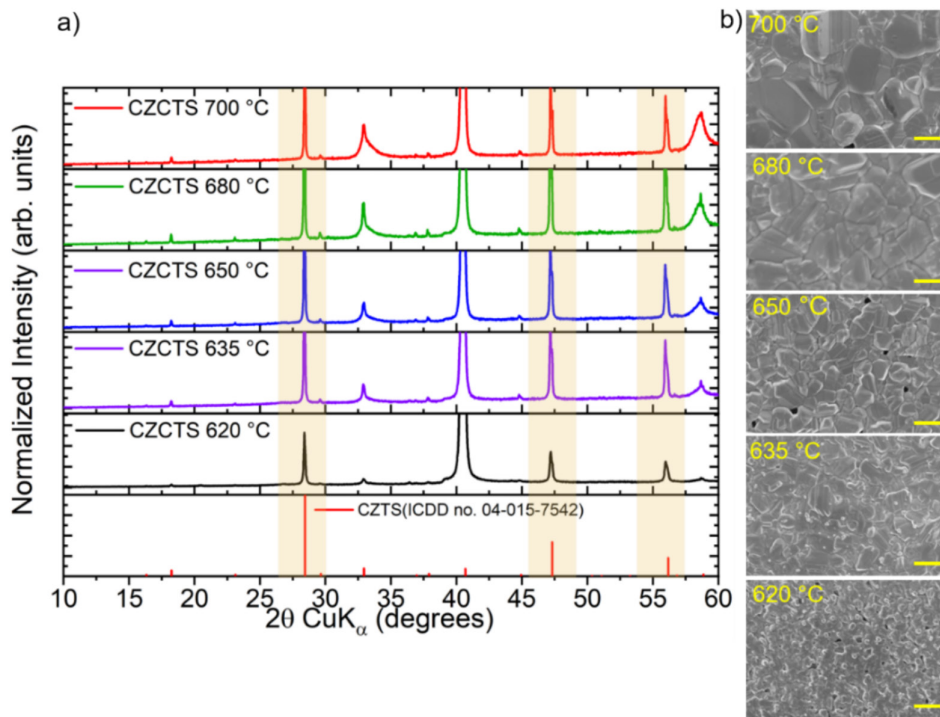 a)
Normalized Intensity (arb. units)
CZCTS 700 °C
CZCTS 680 °C
CZCTS 650 °C
CZCTS 635 °C
CZCTS 620 °C
CZTS(ICDD no. 04-015-7542)
10 15 20 25 30 35 40 45 50 55 60
2θ CuKα (degrees)
b)
700 °C
680 °C
650 °C
635 °C
620 °C